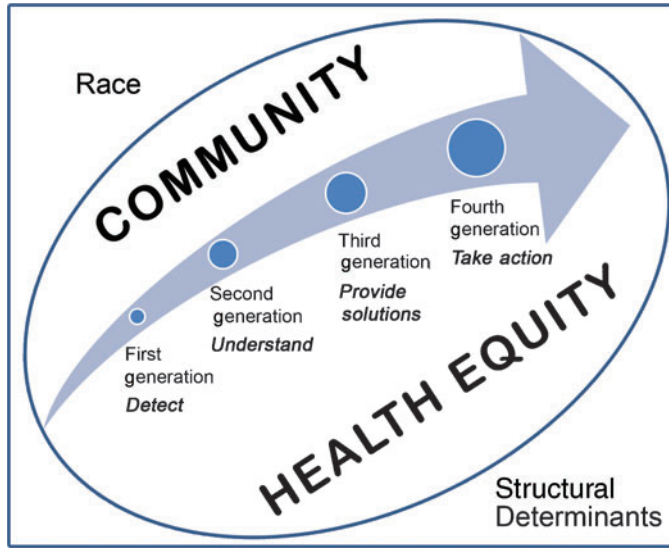 Race
COMMUNITY
First
generation
Detect
Second
generation
Understand
Third
generation
Provide
solutions
Fourth
generation
Take action
HEALTH EQUITY
Structural
Determinants